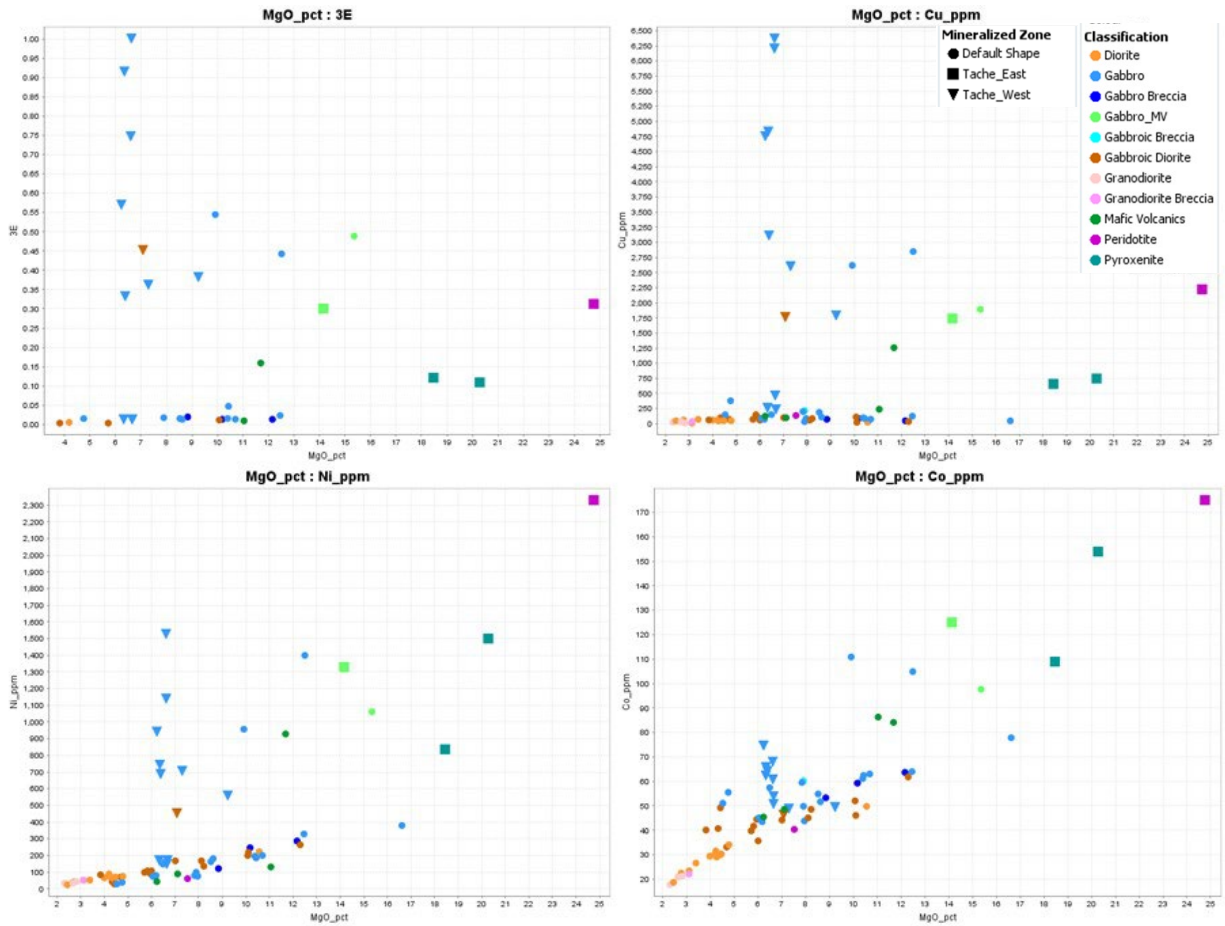 MgO_pct : 3E
1.00
0.95
0.90
0.85
0.80
0.75
0.70
0.65
0.60
0.55
0.50
0.45
0.40
0.35
0.30
0.25
0.20
0.15
0.10
0.05
0.00
3E
4 5 6 7 8 9 10 11 12 13 14 15 16 17 18 19 20 21 22 23 24 25
MgO_pct
MgO_pct : Cu_ppm
6,500
6,250
6,000
5,750
5,500
5,250
5,000
4,750
4,500
4,250
4,000
3,750
3,500
3,250
3,000
2,750
2,500
2,250
2,000
1,750
1,500
1,250
1,000
750
500
250
0
Cu_ppm
2 3 4 5 6 7 8 9 10 11 12 13 14 15 16 17 18 19 20 21 22 23 24 25
MgO_pct
Mineralized Zone
Default Shape
Tache_East
Tache_West
Classification
Diorite
Gabbro
Gabbro Breccia
Gabbro_MV
Gabbroic Breccia
Gabbroic Diorite
Granodiorite
Granodiorite Breccia
Mafic Volcanics
Peridotite
Pyroxenite
MgO_pct : Ni_ppm
2,300
2,200
2,100
2,000
1,900
1,800
1,700
1,600
1,500
1,400
1,300
1,200
1,100
1,000
900
800
700
600
500
400
300
200
100
0
Ni_ppm
2 3 4 5 6 7 8 9 10 11 12 13 14 15 16 17 18 19 20 21 22 23 24 25
MgO_pct
MgO_pct : Co_ppm
170
160
150
140
130
120
110
100
90
80
70
60
50
40
30
20
Co_ppm
2 3 4 5 6 7 8 9 10 11 12 13 14 15 16 17 18 19 20 21 22 23 24 25
MgO_pct